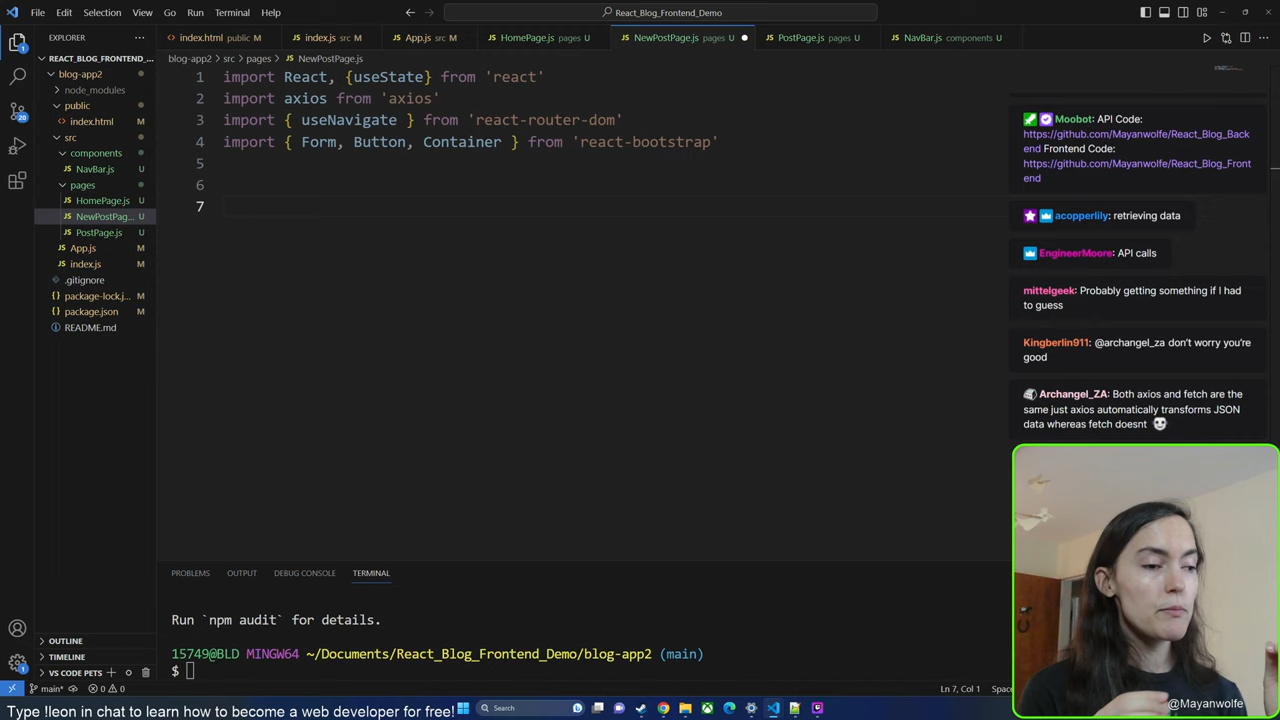 File Edit Selection View Go Run Terminal Help
React_Blog_Frontend_Demo
EXPLORER
index.html public M
index.js src M
App.js src M
HomePage.js pages U
NewPostPage.js pages U
PostPage.js pages U
NavBar.js components U
REACT_BLOG_FRONTEND_...
blog-app2
node_modules
public
index.html U
src
components
NavBar.js U
pages
HomePage.js U
NewPostPag... U
PostPage.js U
App.js M
index.js M
.gitignore
package-lock.j... M
package.json M
README.md
OUTLINE
TIMELINE
VS CODE PETS
blog-app2 > src > pages > NewPostPage.js
1 import React, {useState} from 'react'
2 import axios from 'axios'
3 import { useNavigate } from 'react-router-dom'
4 import { Form, Button, Container } from 'react-bootstrap'
5
6
7
PROBLEMS OUTPUT DEBUG CONSOLE TERMINAL
Run `npm audit` for details.
15749@BLD MINGW64 ~/Documents/React_Blog_Frontend_Demo/blog-app2 (main)
$
Moobot: API Code:
https://github.com/Mayanwolfe/React_Blog_Back
end Frontend Code:
https://github.com/Mayanwolfe/React_Blog_Front
end
acopperlily: retrieving data
EngineerMoore: API calls
mittelgeek: Probably getting something if I had
to guess
Kingberlin911: @archangel_za don't worry you're
good
Archangel_ZA: Both axios and fetch are the
same just axios automatically transforms JSON
data whereas fetch doesnt
@Mayanwolfe
main* 0 0
Ln 7, Col 1 Spac
Type !leon in chat to learn how to become a web developer for free!
Search
20
1
1